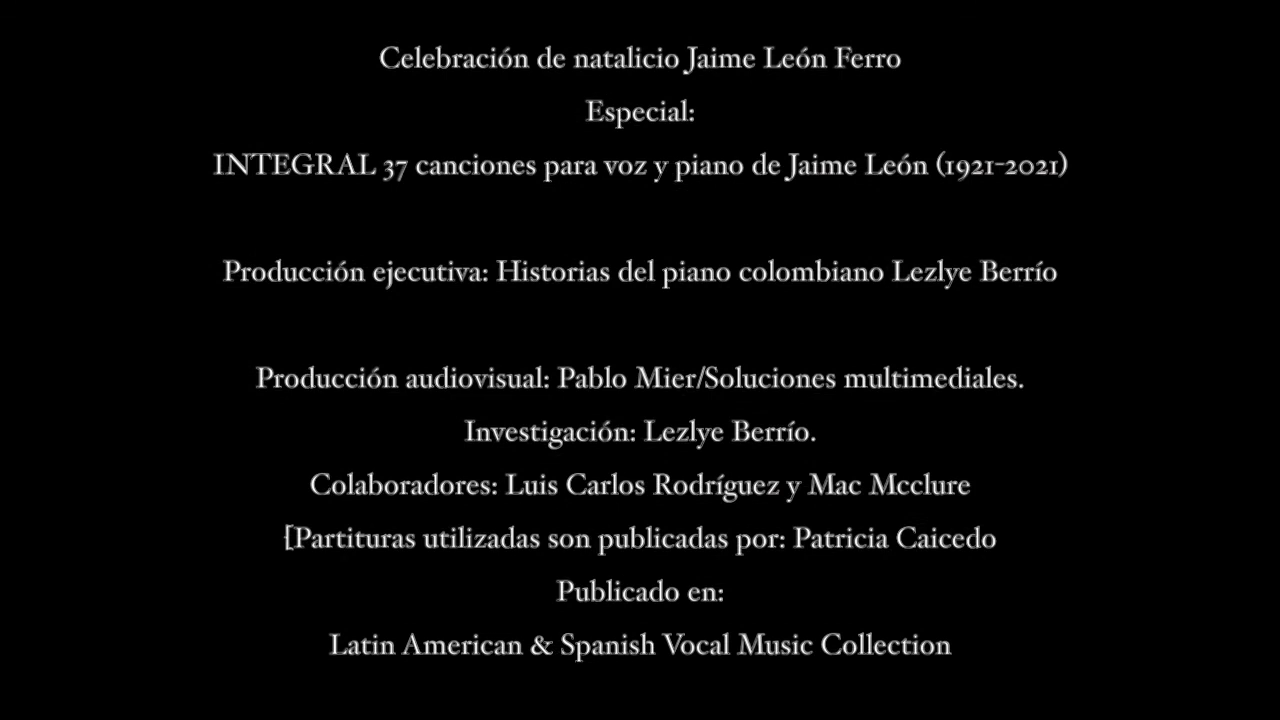 Celebración de natalicio Jaime León Ferro
Especial:
INTEGRAL 37 canciones para voz y piano de Jaime León (1921-2021)
Producción ejecutiva: Historias del piano colombiano Lezlye Berrío
Producción audiovisual: Pablo Mier/Soluciones multimediales.
Investigación: Lezlye Berrío.
Colaboradores: Luis Carlos Rodríguez y Mac Mcclure
[Partituras utilizadas son publicadas por: Patricia Caicedo
Publicado en:
Latin American & Spanish Vocal Music Collection